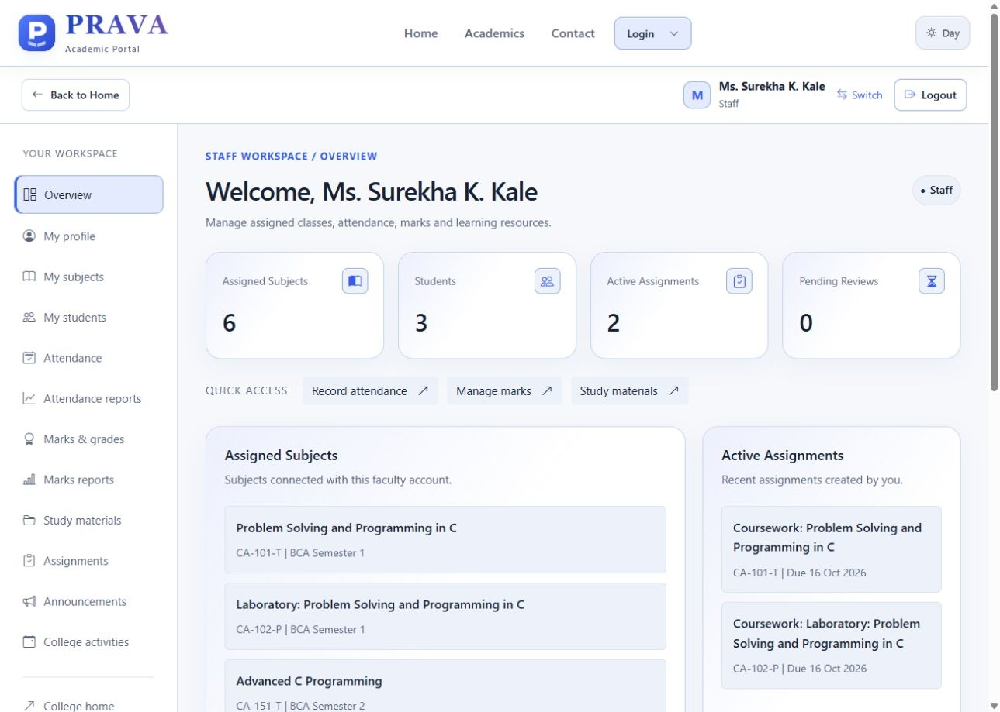 P PRAVA
Academic Portal
Home Academics Contact Login
Day
Back to Home
M
Ms. Surekha K. Kale
Staff
Switch
Logout
YOUR WORKSPACE
Overview
My profile
My subjects
My students
Attendance
Attendance reports
Marks & grades
Marks reports
Study materials
Assignments
Announcements
College activities
College home
STAFF WORKSPACE / OVERVIEW
Welcome, Ms. Surekha K. Kale
• Staff
Manage assigned classes, attendance, marks and learning resources.
Assigned Subjects
6
Students
3
Active Assignments
2
Pending Reviews
0
QUICK ACCESS Record attendance Manage marks Study materials
Assigned Subjects
Subjects connected with this faculty account.
Problem Solving and Programming in C
CA-101-T | BCA Semester 1
Laboratory: Problem Solving and Programming in C
CA-102-P | BCA Semester 1
Advanced C Programming
CA-151-T | BCA Semester 2
Active Assignments
Recent assignments created by you.
Coursework: Problem Solving and
Programming in C
CA-101-T | Due 16 Oct 2026
Coursework: Laboratory: Problem
Solving and Programming in C
CA-102-P | Due 16 Oct 2026